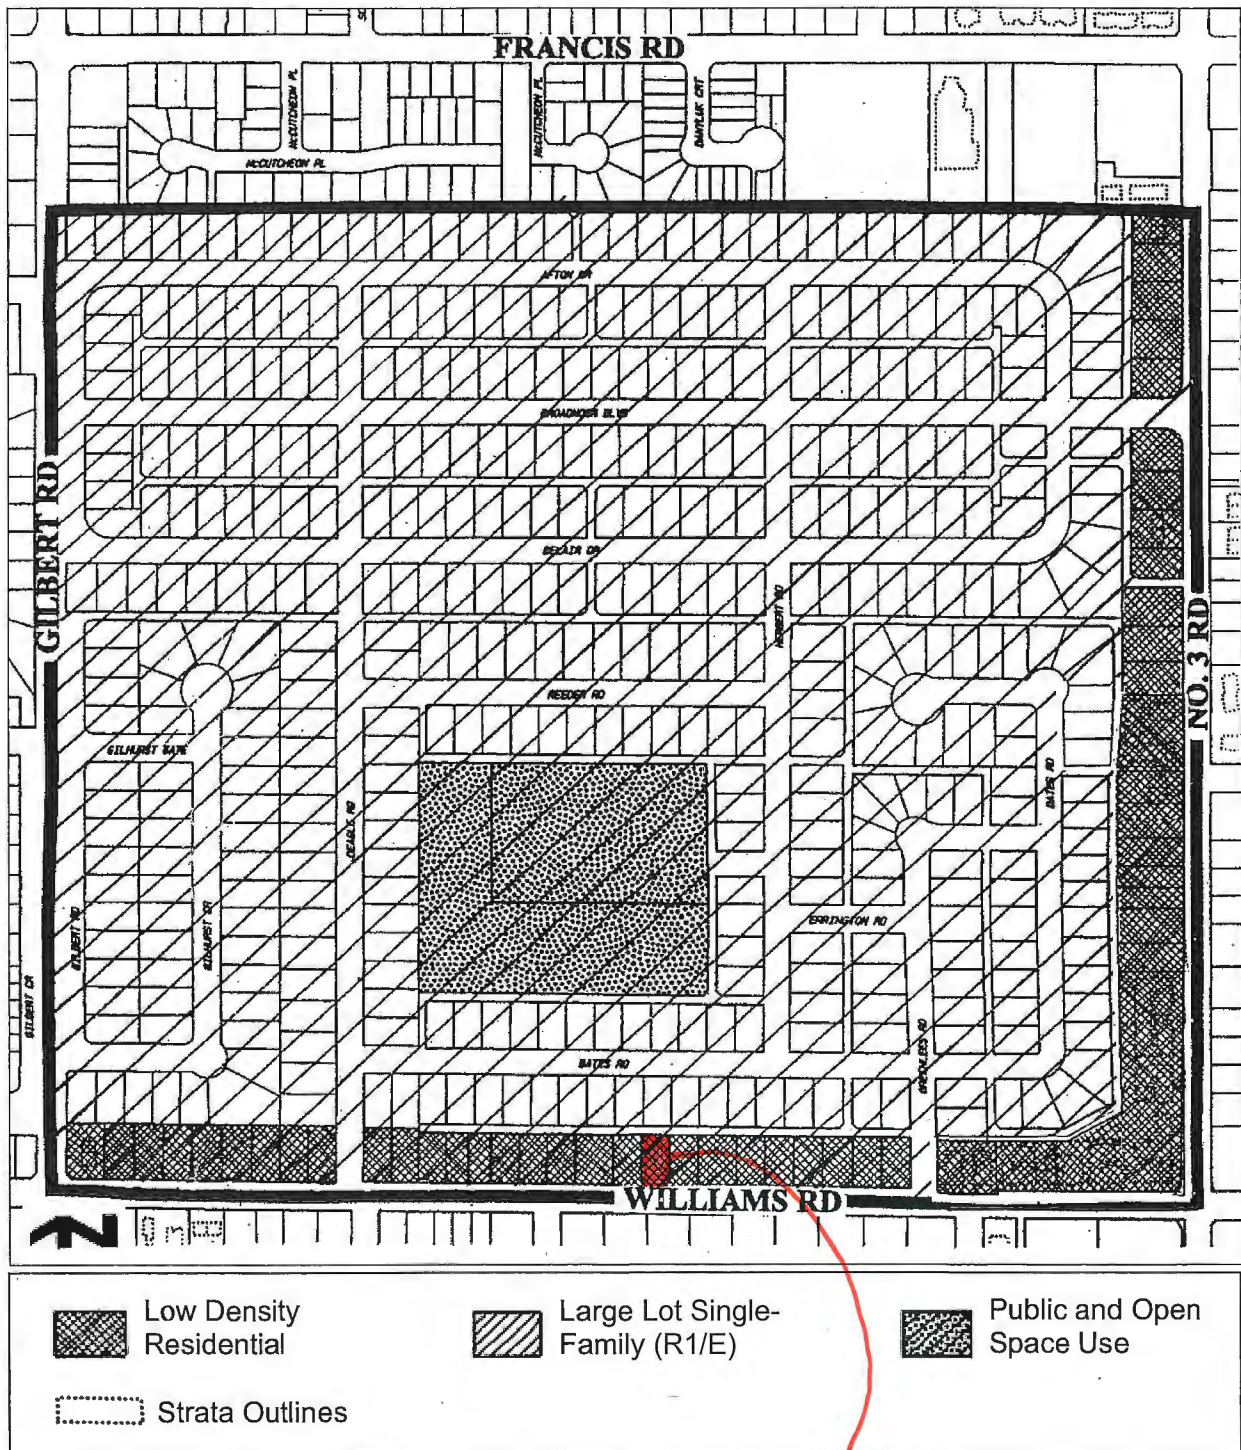 FRANCIS RD
McCUTCHEON PL
McCUTCHEON PL
DANYLUK CRT
McCUTCHEON PL
AFTON DR
BROADMOOR BLVD
BELAIR DR
GILBERT RD
HERBERT RD
NO. 3 RD
REEDER RD
GILHURST GATE
BATES RD
DEAGLE RD
ERRINGTON RD
GILBERT RD
GILHURST CR
GILBERT CR
GREENLEES RD
BATES RD
WILLIAMS RD
Low Density
Residential
Large Lot Single-
Family (R1/E)
Public and Open
Space Use
Strata Outlines